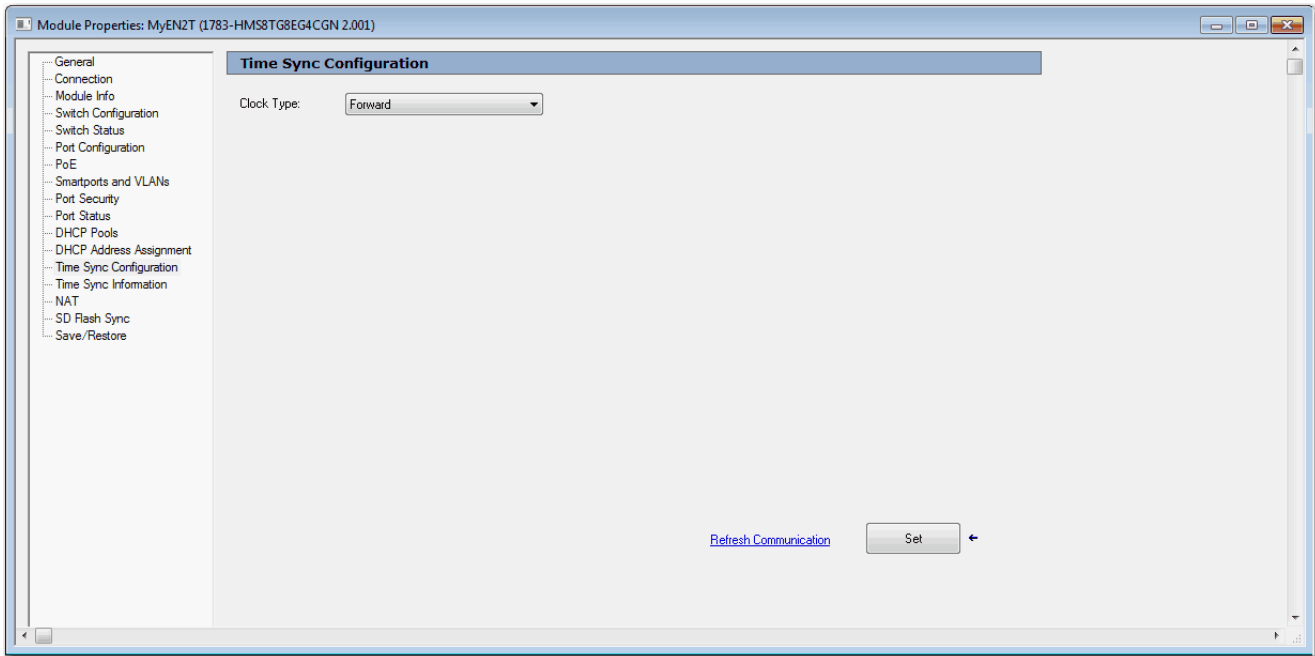 Module Properties: MyEN2T (1783-HMS8TG8EG4CGN 2.001)
General
Connection
Module Info
Switch Configuration
Switch Status
Port Configuration
PoE
Smartports and VLANs
Port Security
Port Status
DHCP Pools
DHCP Address Assignment
Time Sync Configuration
Time Sync Information
NAT
SD Flash Sync
Save/Restore
Time Sync Configuration
Clock Type: Forward
Refresh Communication Set